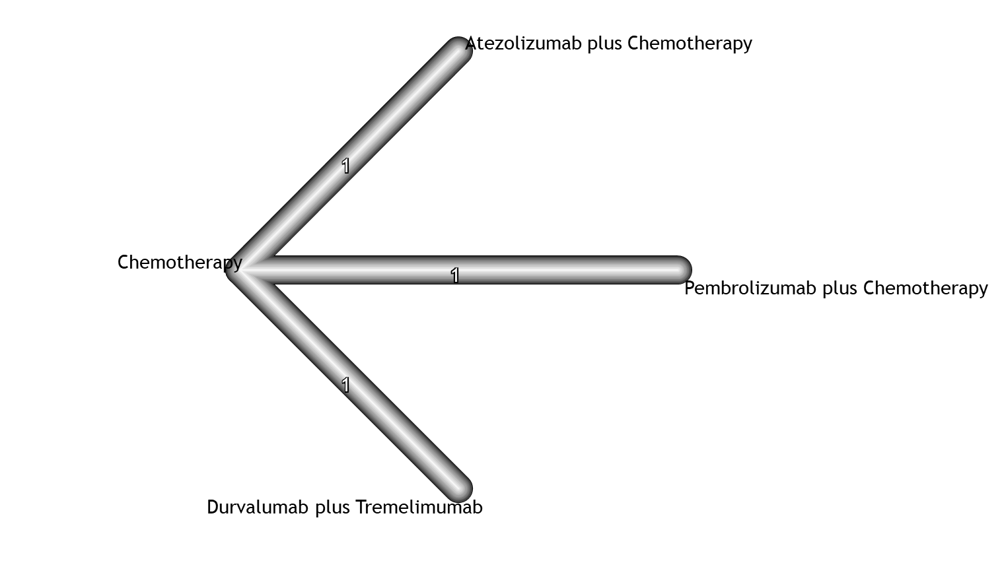 Atezolizumab plus Chemotherapy
1
Chemotherapy
1
Pembrolizumab plus Chemotherapy
1
Durvalumab plus Tremelimumab